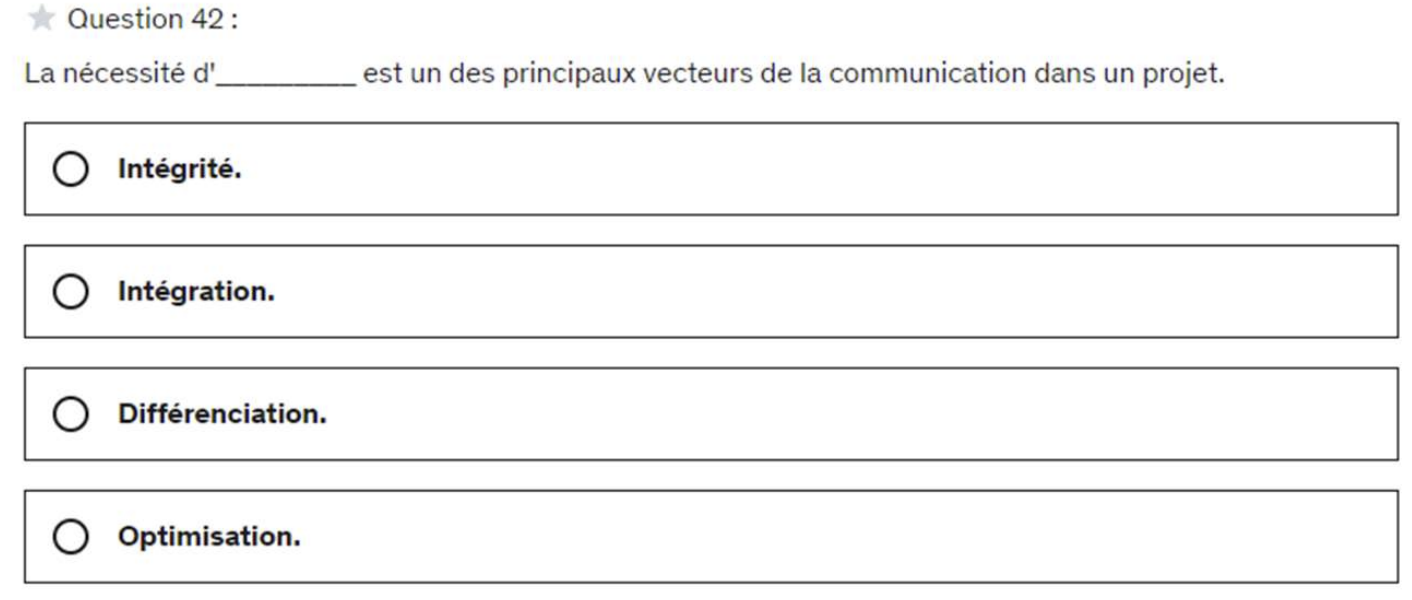 Question 42 :
La nécessité d'__________ est un des principaux vecteurs de la communication dans un projet.
Intégrité.
Intégration.
Différenciation.
Optimisation.